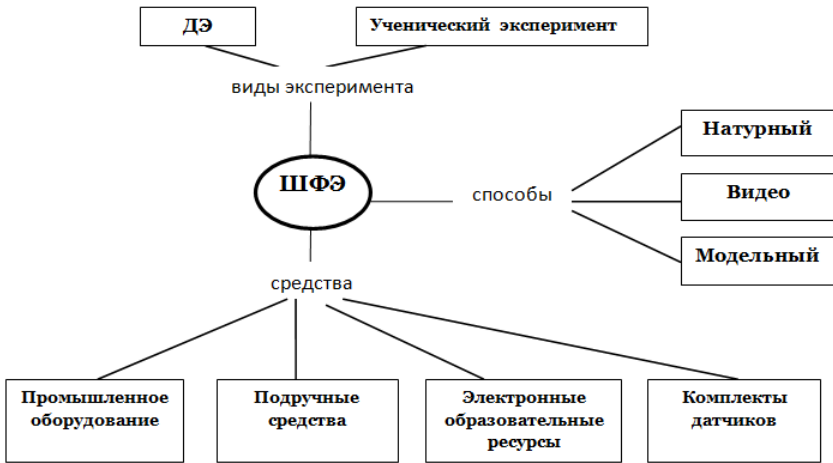 ДЭ
Ученический эксперимент
виды эксперимента
ШФЭ
способы
Натурный
Видео
Модельный
средства
Промышленное
оборудование
Подручные
средства
Электронные
образовательные
ресурсы
Комплекты
датчиков